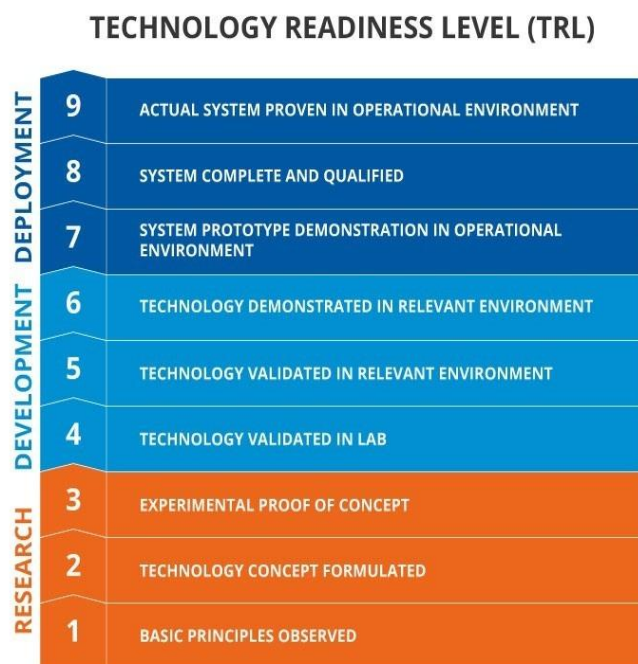 TECHNOLOGY READINESS LEVEL (TRL)
DEPLOYMENT
9
ACTUAL SYSTEM PROVEN IN OPERATIONAL ENVIRONMENT
8
SYSTEM COMPLETE AND QUALIFIED
7
SYSTEM PROTOTYPE DEMONSTRATION IN OPERATIONAL
ENVIRONMENT
DEVELOPMENT
6
TECHNOLOGY DEMONSTRATED IN RELEVANT ENVIRONMENT
5
TECHNOLOGY VALIDATED IN RELEVANT ENVIRONMENT
4
TECHNOLOGY VALIDATED IN LAB
RESEARCH
3
EXPERIMENTAL PROOF OF CONCEPT
2
TECHNOLOGY CONCEPT FORMULATED
1
BASIC PRINCIPLES OBSERVED